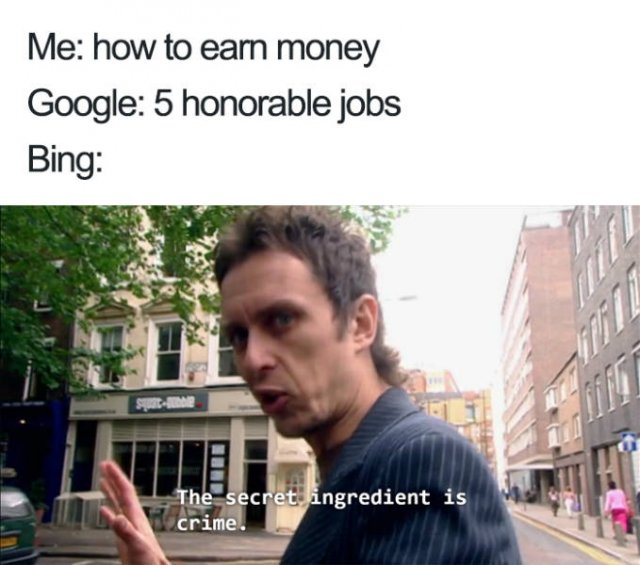 Me: how to earn money
Google: 5 honorable jobs
Bing:
The secret ingredient is
crime.